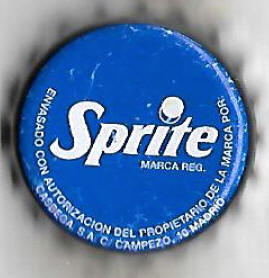 Sprite
MARCA REG.
ENVASADO CON AUTORIZACION DEL PROPIETARIO DE LA MARCA POR:
CASBEGA, S.A. C/ CAMPEZO, 10 MADRID